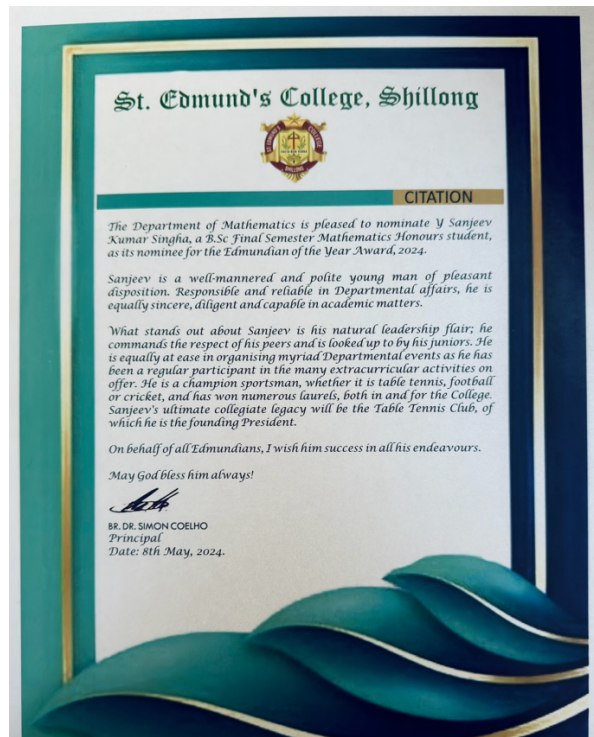 St. Edmund's College, Shillong
SHILLONG
CITATION
The Department of Mathematics is pleased to nominate Y Sanjeev
Kumar Singha, a B.Sc Final Semester Mathematics Honours student,
as its nominee for the Edmundian of the Year Award, 2024.
Sanjeev is a well-mannered and polite young man of pleasant
disposition. Responsible and reliable in Departmental affairs, he is
equally sincere, diligent and capable in academic matters.
What stands out about Sanjeev is his natural leadership flair; he
commands the respect of his peers and is looked up to by his juniors. He
is equally at ease in organising myriad Departmental events as he has
been a regular participant in the many extracurricular activities on
offer. He is a champion sportsman, whether it is table tennis, football
or cricket, and has won numerous laurels, both in and for the College.
Sanjeev's ultimate collegiate legacy will be the Table Tennis Club, of
which he is the founding President.
On behalf of all Edmundians, I wish him success in all his endeavours.
May God bless him always!
BR. DR. SIMON COELHO
Principal
Date: 8th May, 2024.